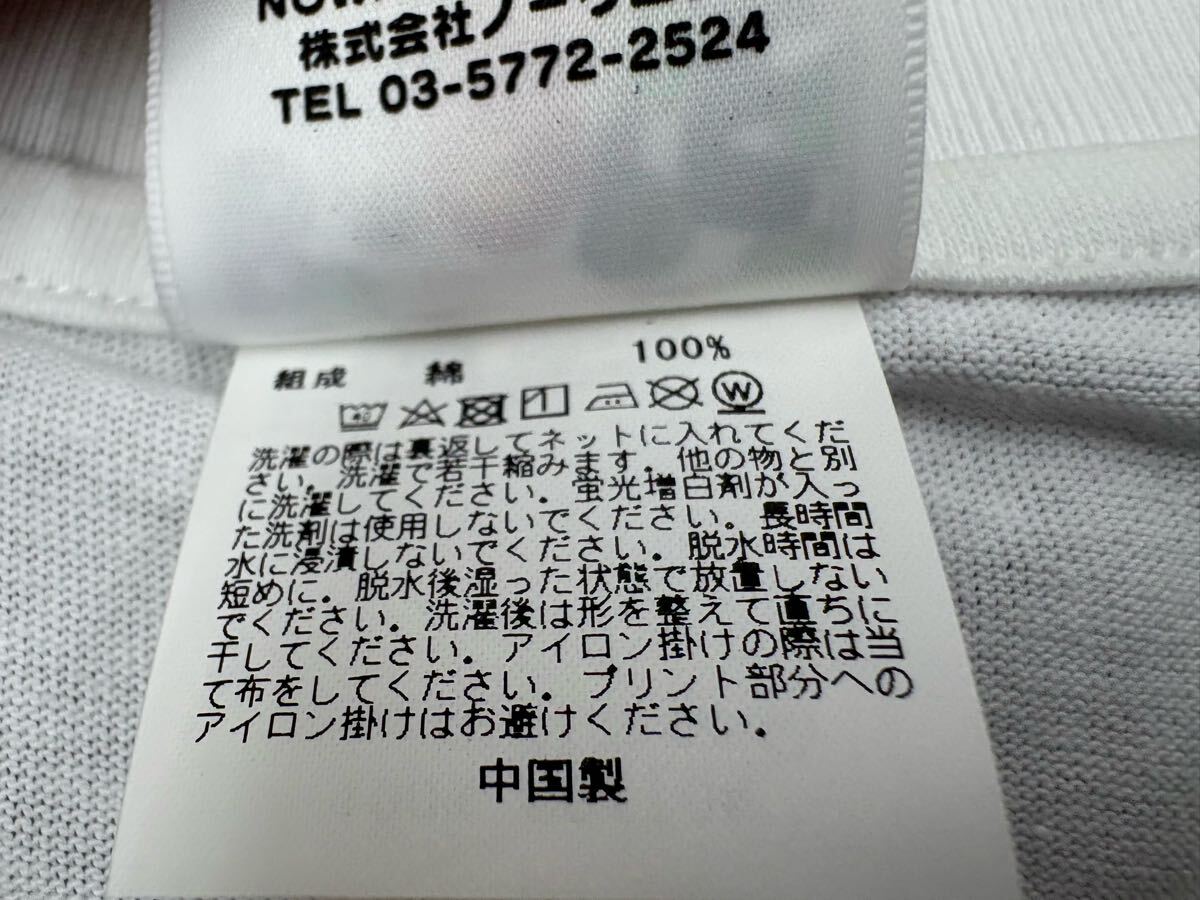 株式会社ノー
TEL 03-5772-2524
組成 綿 100%
洗濯の際は裏返してネットに入れてくだ
さい. 洗濯で若干縮みます. 他の物と別
に洗濯してください. 蛍光増白剤が入っ
た洗剤は使用しないでください. 長時間
水に浸漬しないでください. 脱水時間は
短めに. 脱水後湿った状態で放置しない
でください. 洗濯後は形を整えて直ちに
干してください. アイロン掛けの際は当
て布をしてください. プリント部分への
アイロン掛けはお避けください.
中国製